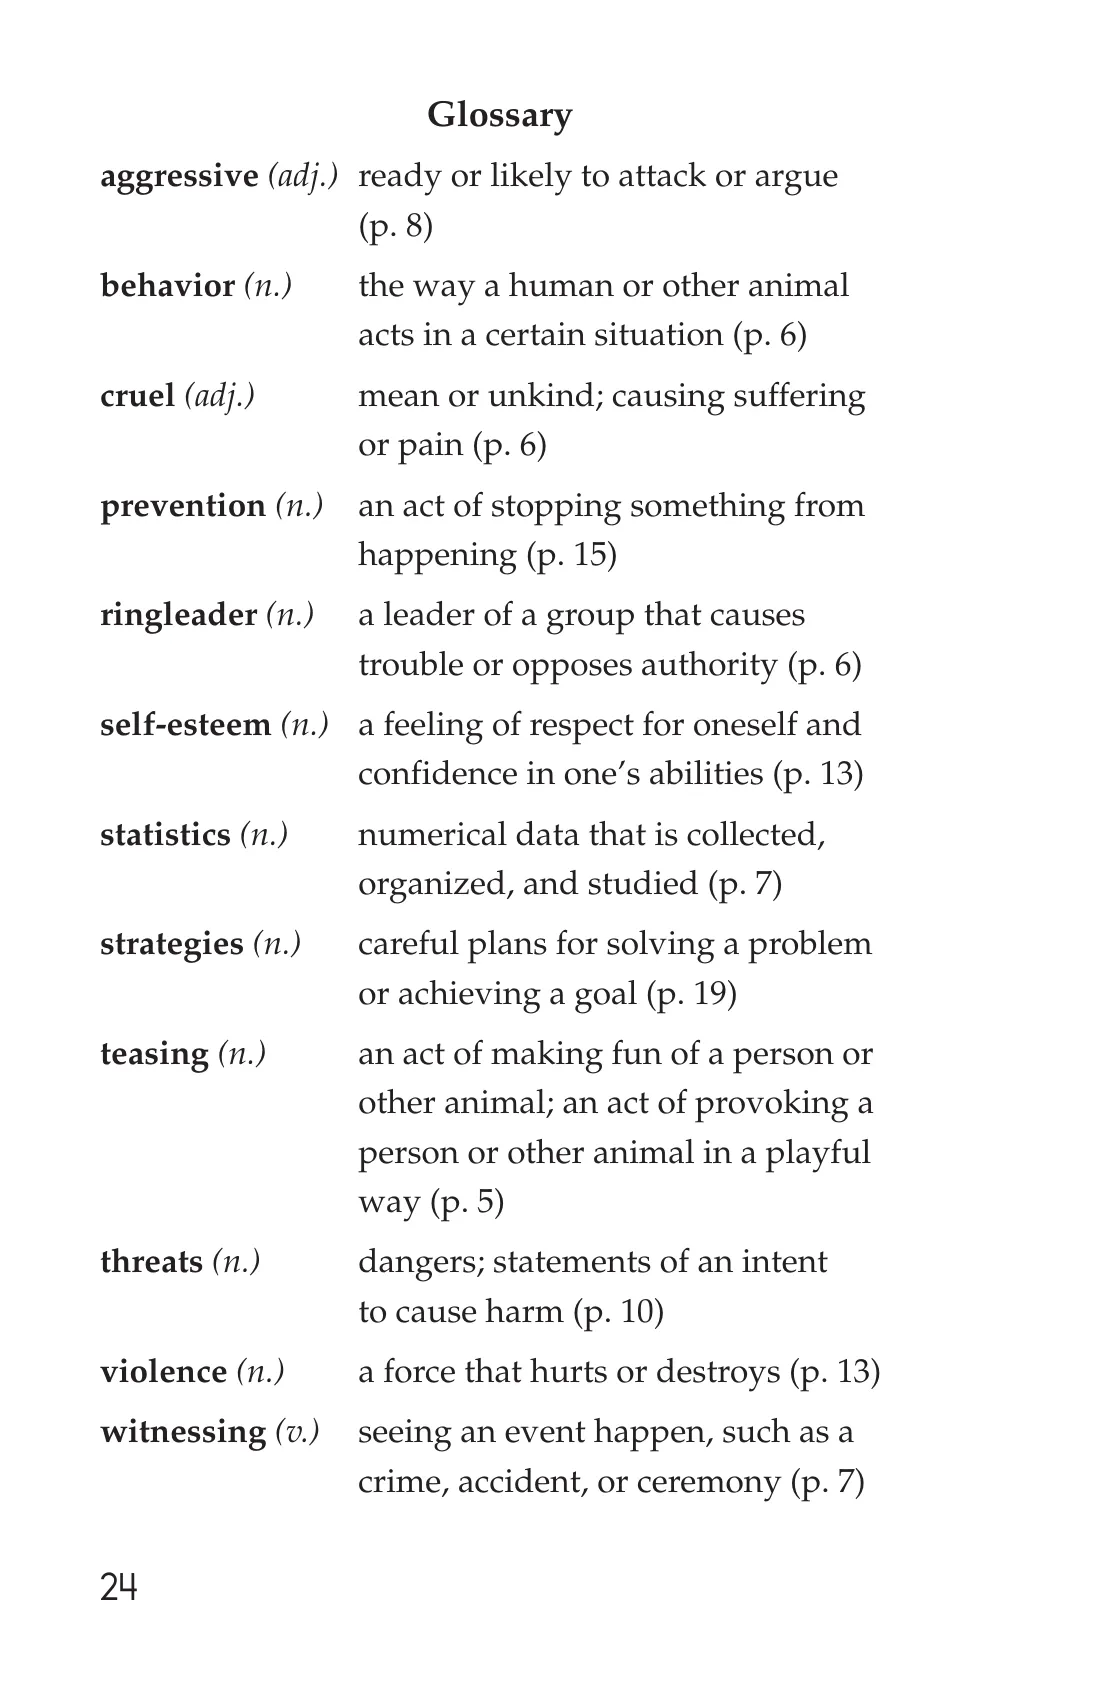 Glossary
aggressive (adj.) ready or likely to attack or argue
(p. 8)
behavior (n.) the way a human or other animal
acts in a certain situation (p. 6)
cruel (adj.) mean or unkind; causing suffering
or pain (p. 6)
prevention (n.) an act of stopping something from
happening (p. 15)
ringleader (n.) a leader of a group that causes
trouble or opposes authority (p. 6)
self-esteem (n.) a feeling of respect for oneself and
confidence in one’s abilities (p. 13)
statistics (n.) numerical data that is collected,
organized, and studied (p. 7)
strategies (n.) careful plans for solving a problem
or achieving a goal (p. 19)
teasing (n.) an act of making fun of a person or
other animal; an act of provoking a
person or other animal in a playful
way (p. 5)
threats (n.) dangers; statements of an intent
to cause harm (p. 10)
violence (n.) a force that hurts or destroys (p. 13)
witnessing (v.) seeing an event happen, such as a
crime, accident, or ceremony (p. 7)
24